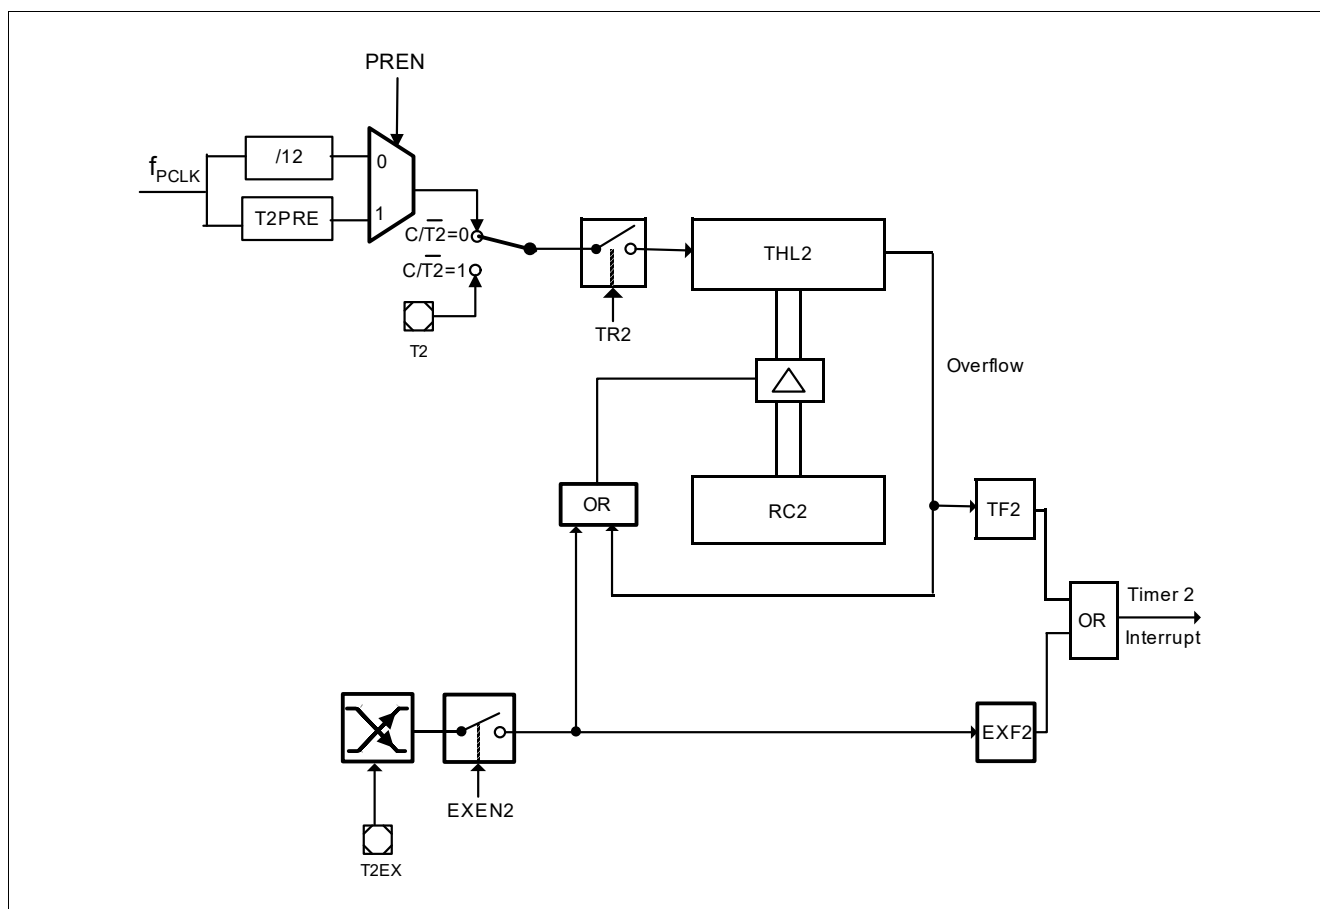 PREN
/12
0
fPCLK
T2PRE
1
C/T2=0
C/T2=1
T2
TR2
THL2
Overflow
OR
RC2
TF2
Timer 2
OR
Interrupt
EXF2
EXEN2
T2EX